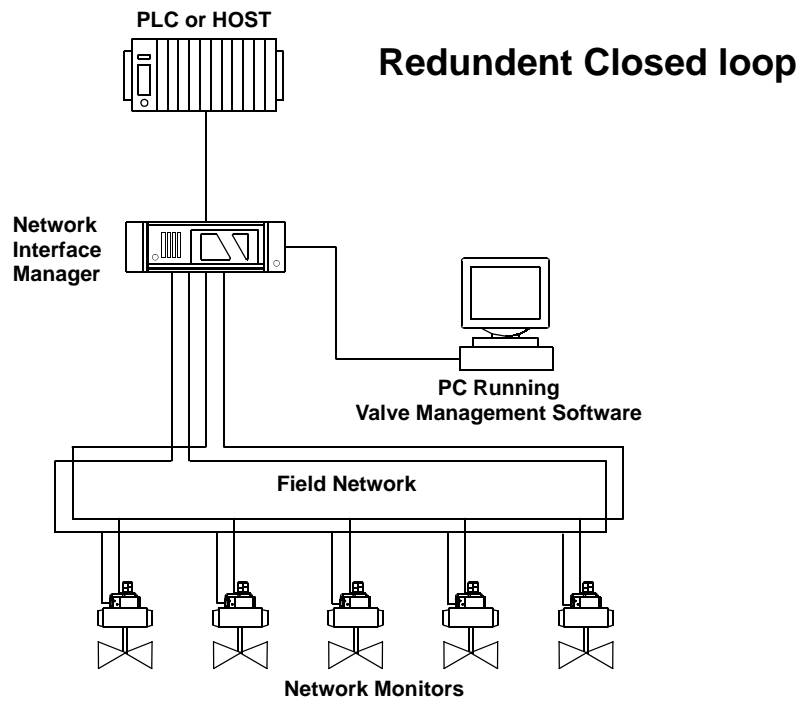 PLC or HOST
Redundent Closed loop
Network
Interface
Manager
PC Running
Valve Management Software
Field Network
Network Monitors